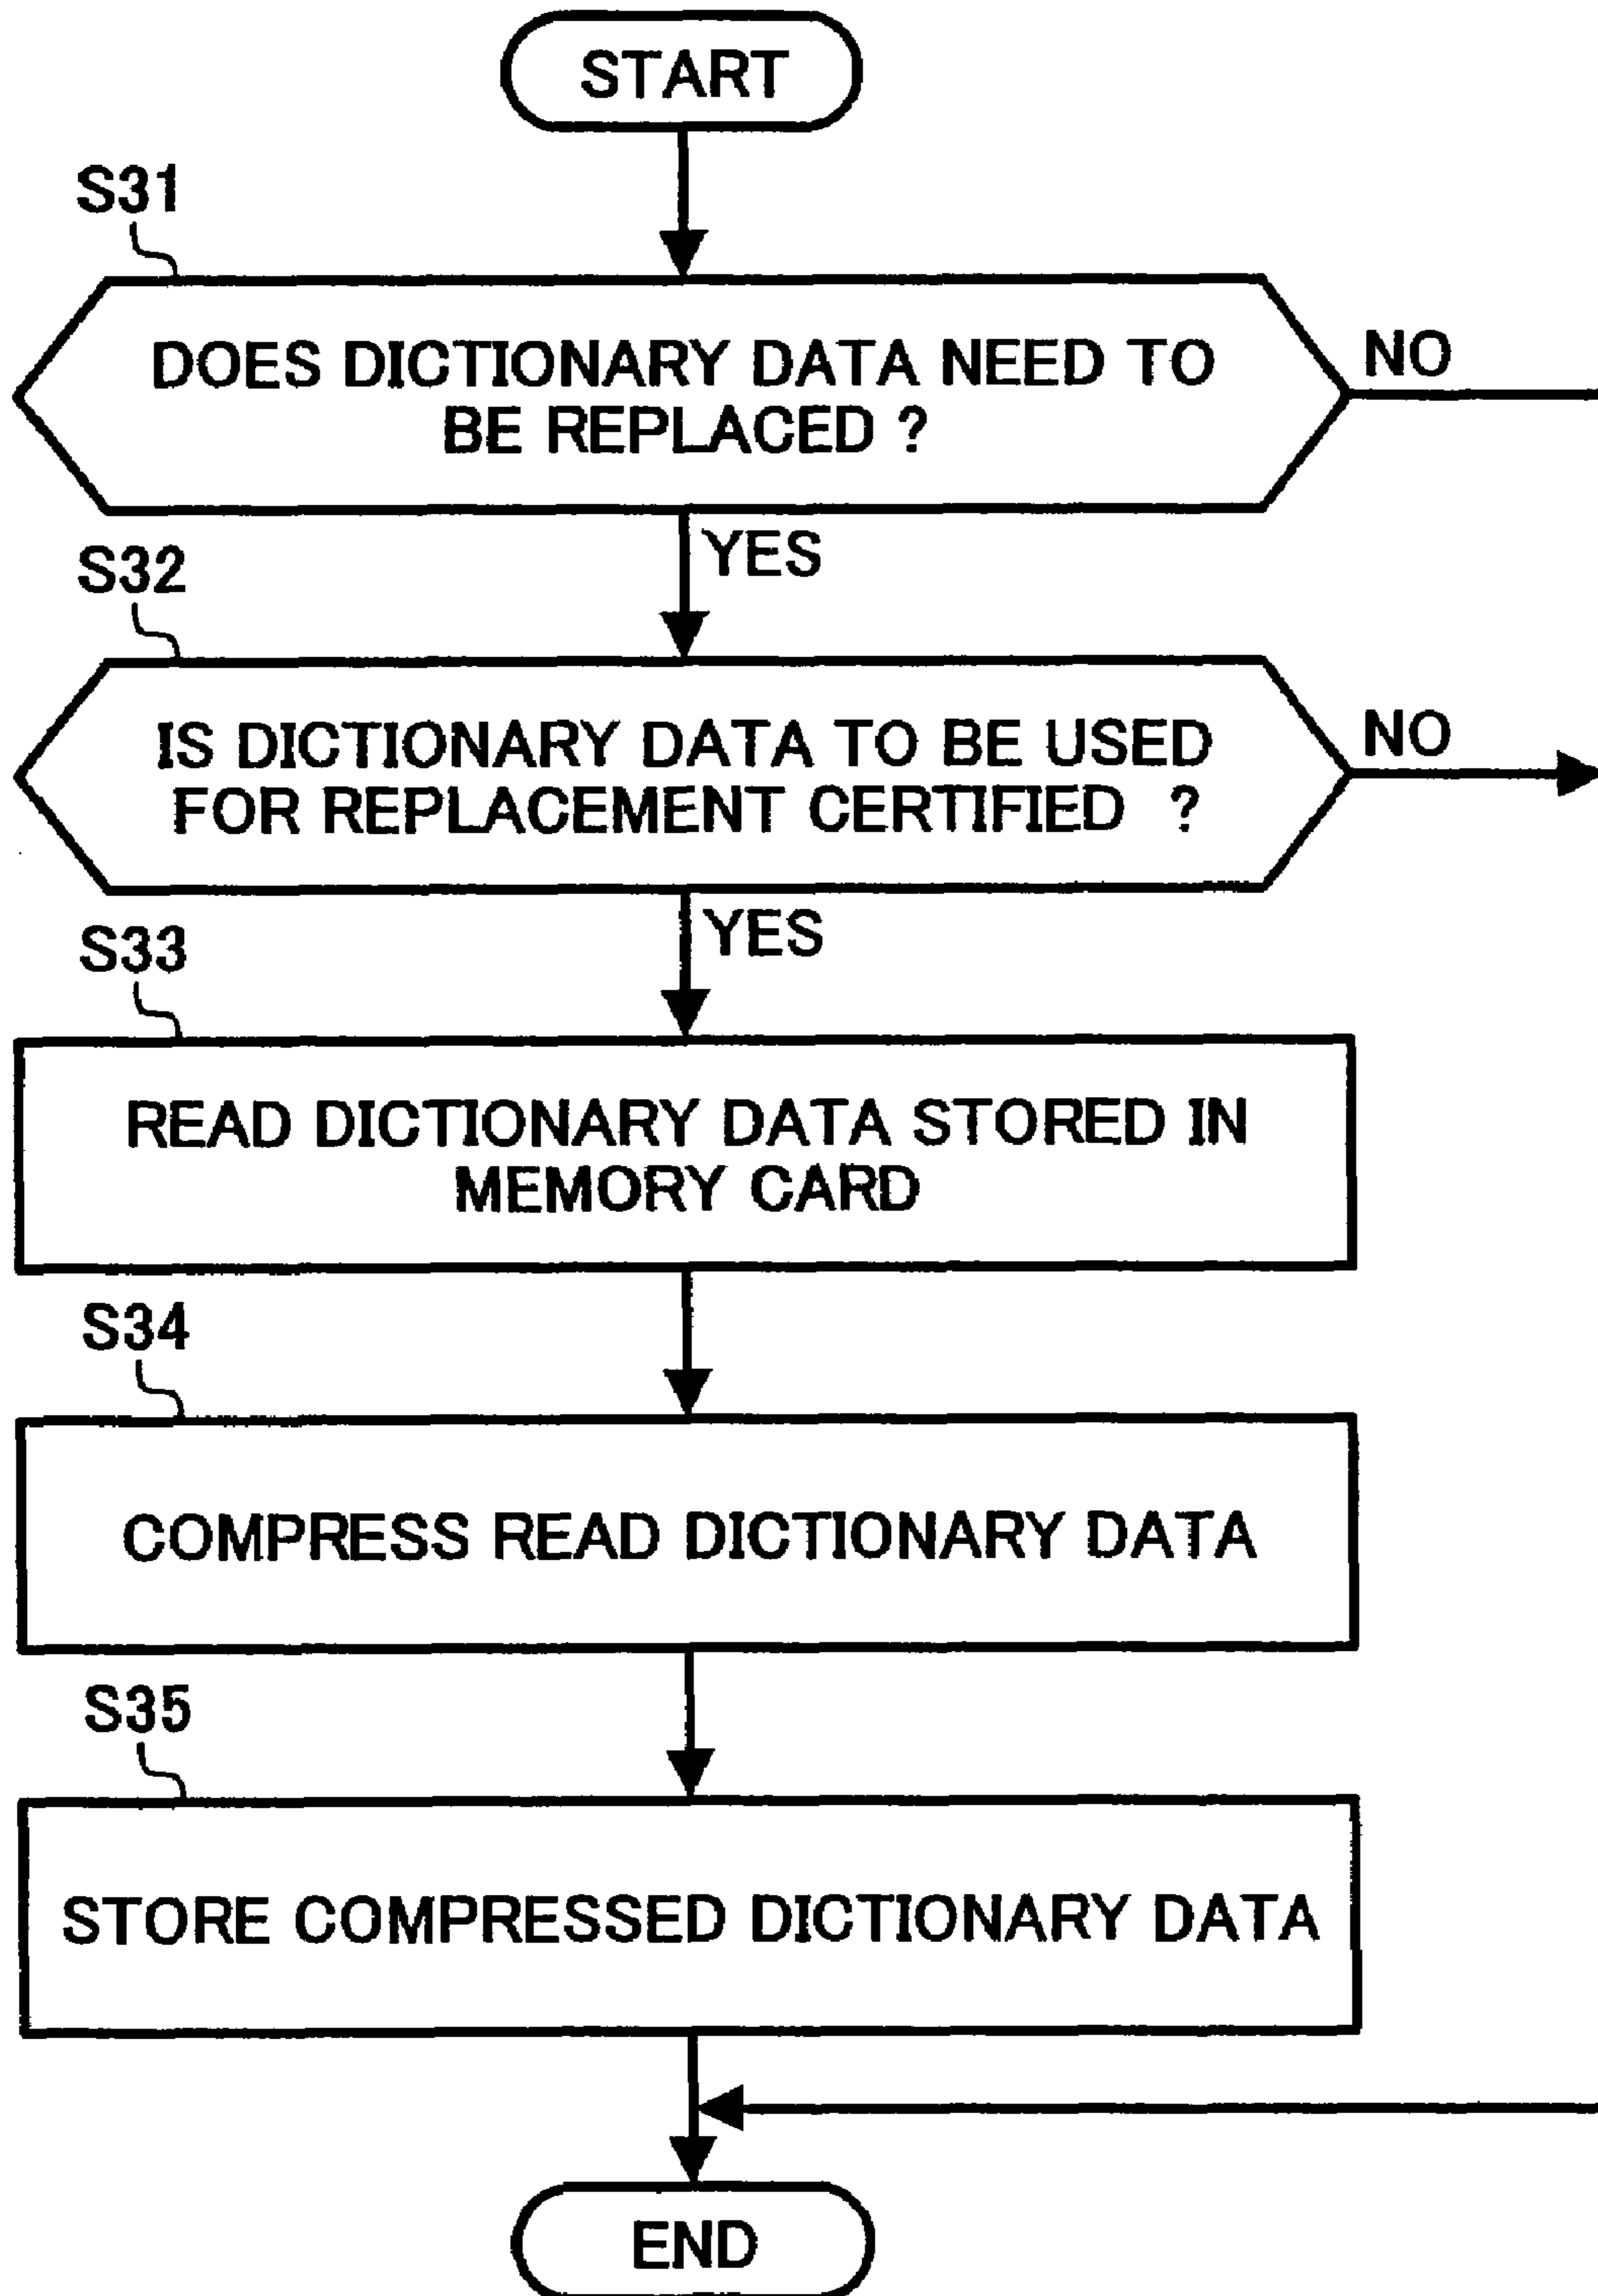 START
S31
DOES DICTIONARY DATA NEED TO
BE REPLACED ?
NO
YES
S32
IS DICTIONARY DATA TO BE USED
FOR REPLACEMENT CERTIFIED ?
NO
YES
S33
READ DICTIONARY DATA STORED IN
MEMORY CARD
S34
COMPRESS READ DICTIONARY DATA
S35
STORE COMPRESSED DICTIONARY DATA
END